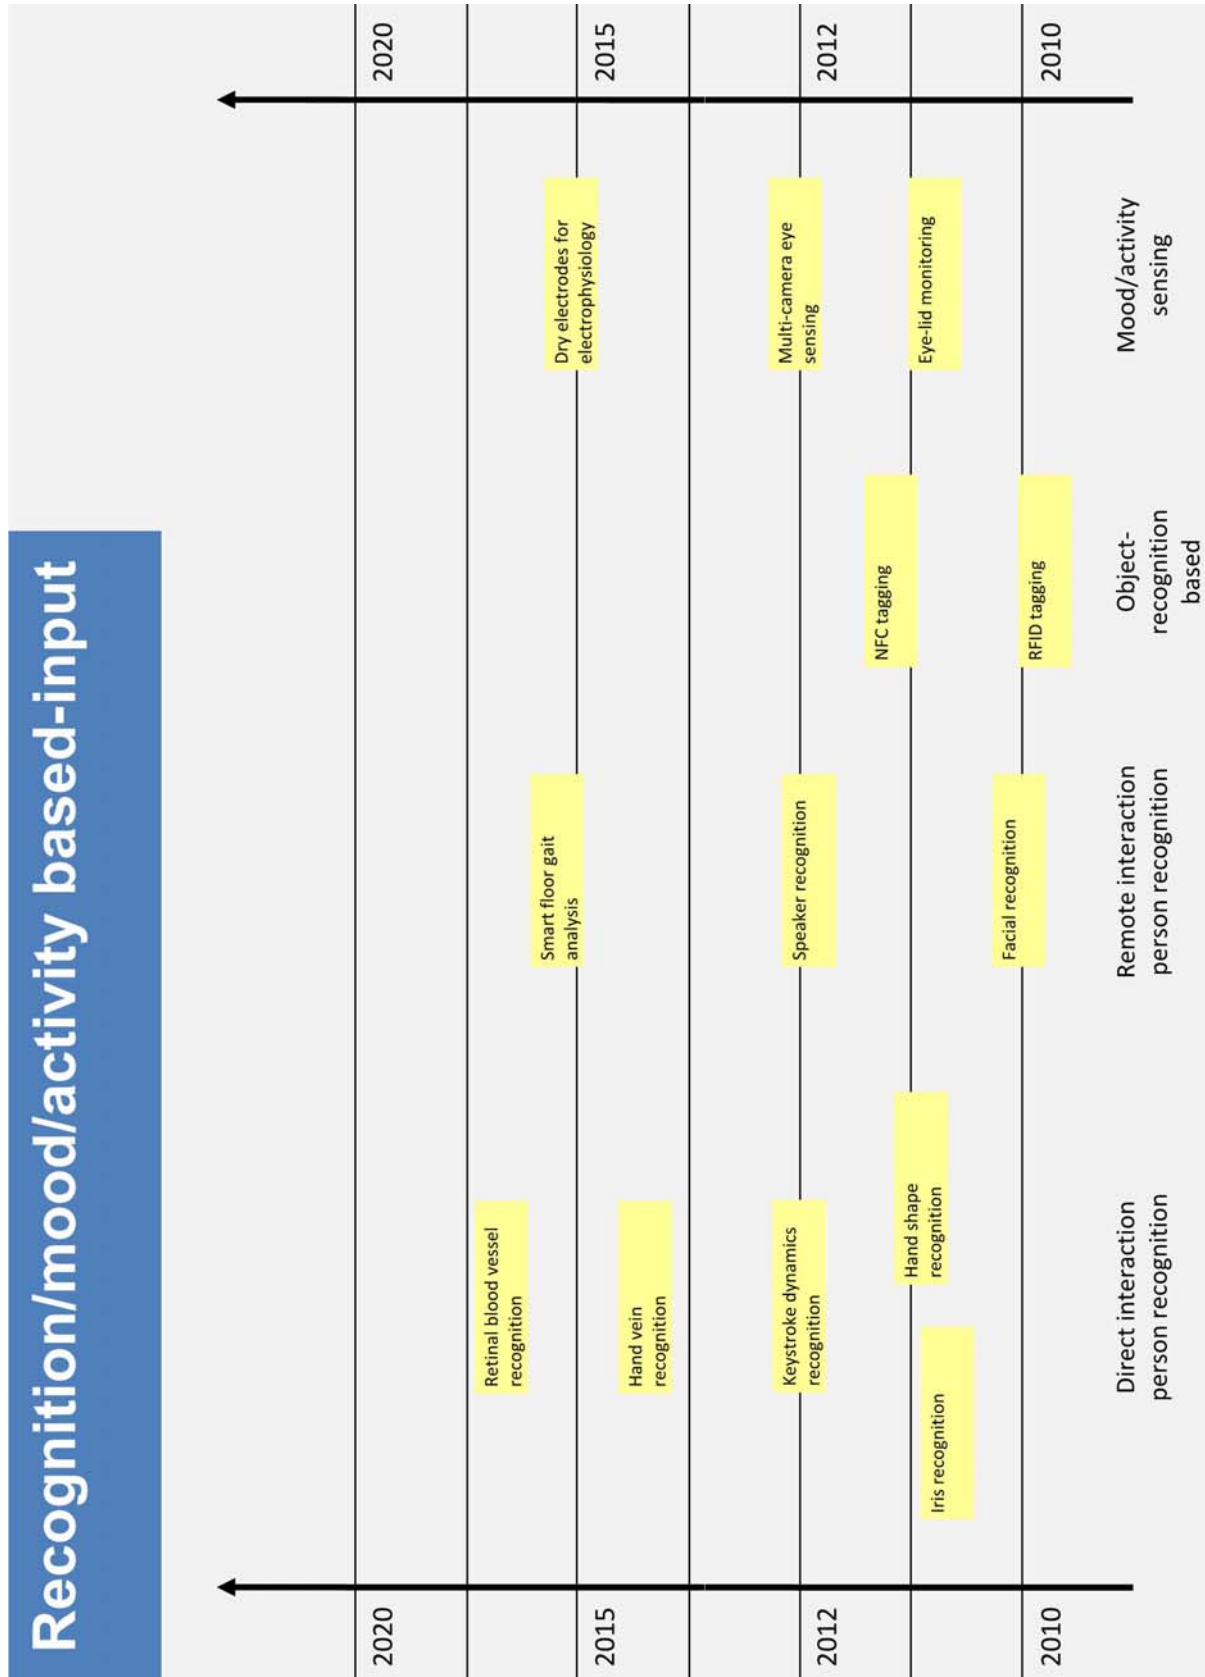 Recognition/mood/activity based-input
2020
2020
2015
2015
2012
2012
2010
2010
Retinal blood vessel
recognition
Hand vein
recognition
Keystroke dynamics
recognition
Hand shape
recognition
Iris recognition
Smart floor gait
analysis
Speaker recognition
Facial recognition
NFC tagging
RFID tagging
Dry electrodes for
electrophysiology
Multi-camera eye
sensing
Eye-lid monitoring
Direct interaction
person recognition
Remote interaction
person recognition
Object-
recognition
based
Mood/activity
sensing